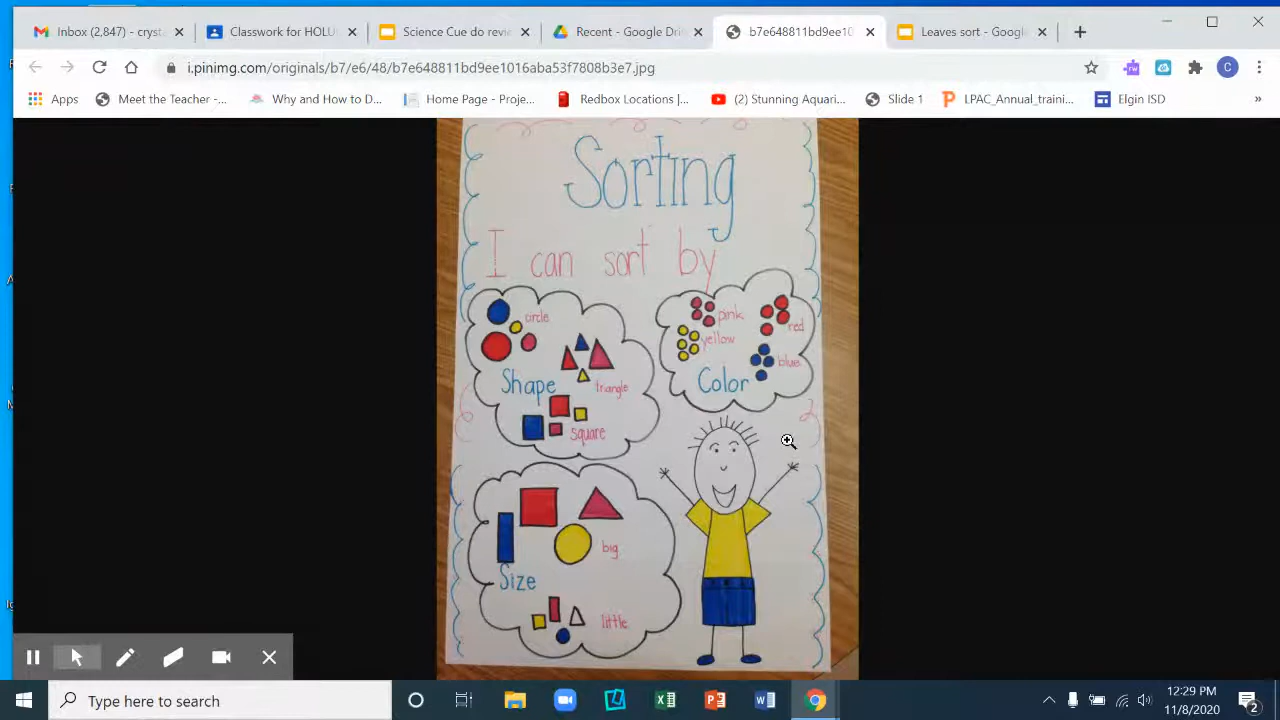 Inbox (2,847) - cryst
Classwork for HOLU
Science Cue do revie
Recent - Google Dri
b7e648811bd9ee10
Leaves sort - Google
i.pinimg.com/originals/b7/e6/48/b7e648811bd9ee1016aba53f7808b3e7.jpg
C
Apps
Meet the Teacher -...
Why and How to D...
Home Page - Proje...
Redbox Locations |...
(2) Stunning Aquari...
Slide 1
LPAC_Annual_traini...
Elgin ISD
»
Sorting
I can sort by
circle
triangle
Shape
square
pink
red
yellow
blue
Color
big
Size
little
Type here to search
12:29 PM
11/8/2020
2